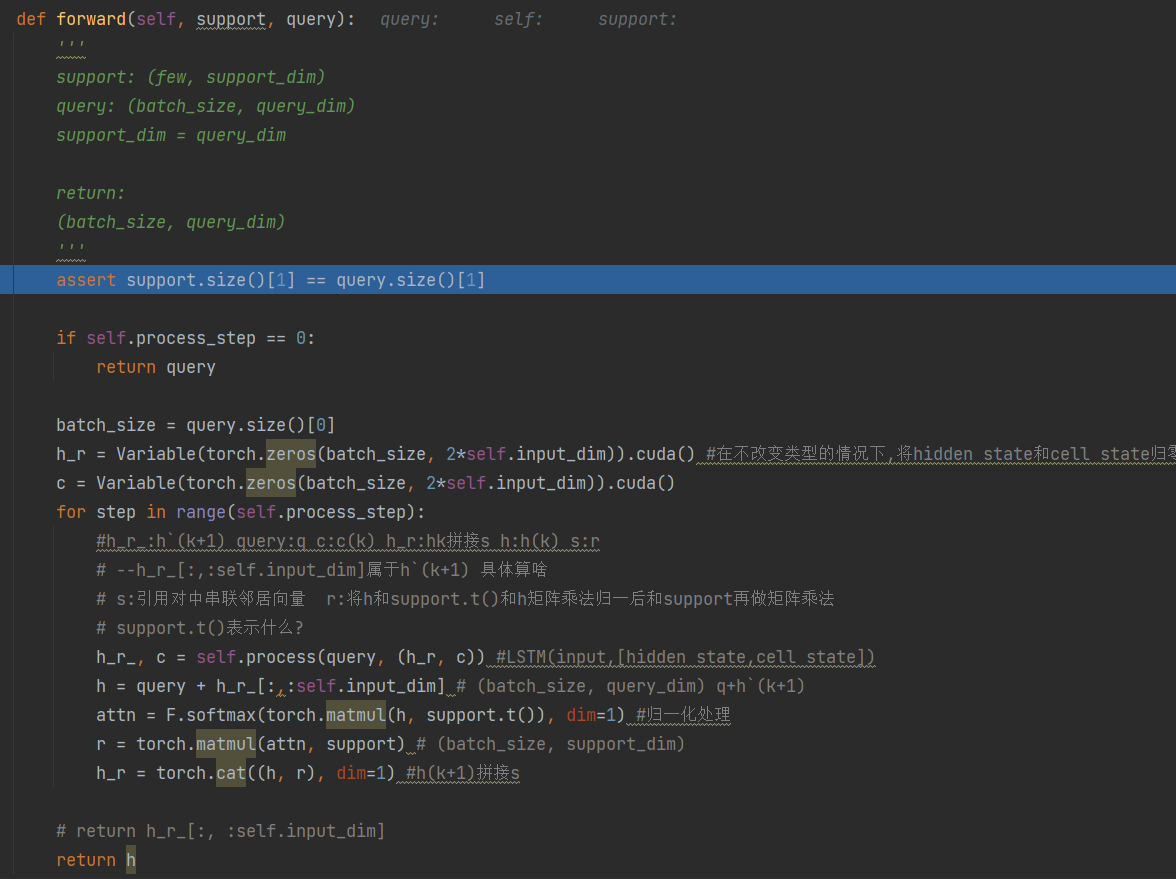 def forward(self, support, query): query: self: support:
'''
support: (few, support_dim)
query: (batch_size, query_dim)
support_dim = query_dim
return:
(batch_size, query_dim)
'''
assert support.size()[1] == query.size()[1]
if self.process_step == 0:
return query
batch_size = query.size()[0]
h_r = Variable(torch.zeros(batch_size, 2*self.input_dim)).cuda() #在不改变类型的情况下,将hidden state和cell state归零
c = Variable(torch.zeros(batch_size, 2*self.input_dim)).cuda()
for step in range(self.process_step):
#h_r_:h`(k+1) query:q c:c(k) h_r:hk拼接s h:h(k) s:r
# --h_r_[:,:self.input_dim]属于h`(k+1) 具体算啥
# s:引用对中串联邻居向量 r:将h和support.t()和h矩阵乘法归一后和support再做矩阵乘法
# support.t()表示什么?
h_r_, c = self.process(query, (h_r, c)) #LSTM(input,[hidden state,cell state])
h = query + h_r_[:,:self.input_dim] # (batch_size, query_dim) q+h`(k+1)
attn = F.softmax(torch.matmul(h, support.t()), dim=1) #归一化处理
r = torch.matmul(attn, support) # (batch_size, support_dim)
h_r = torch.cat((h, r), dim=1) #h(k+1)拼接s
# return h_r_[:, :self.input_dim]
return h